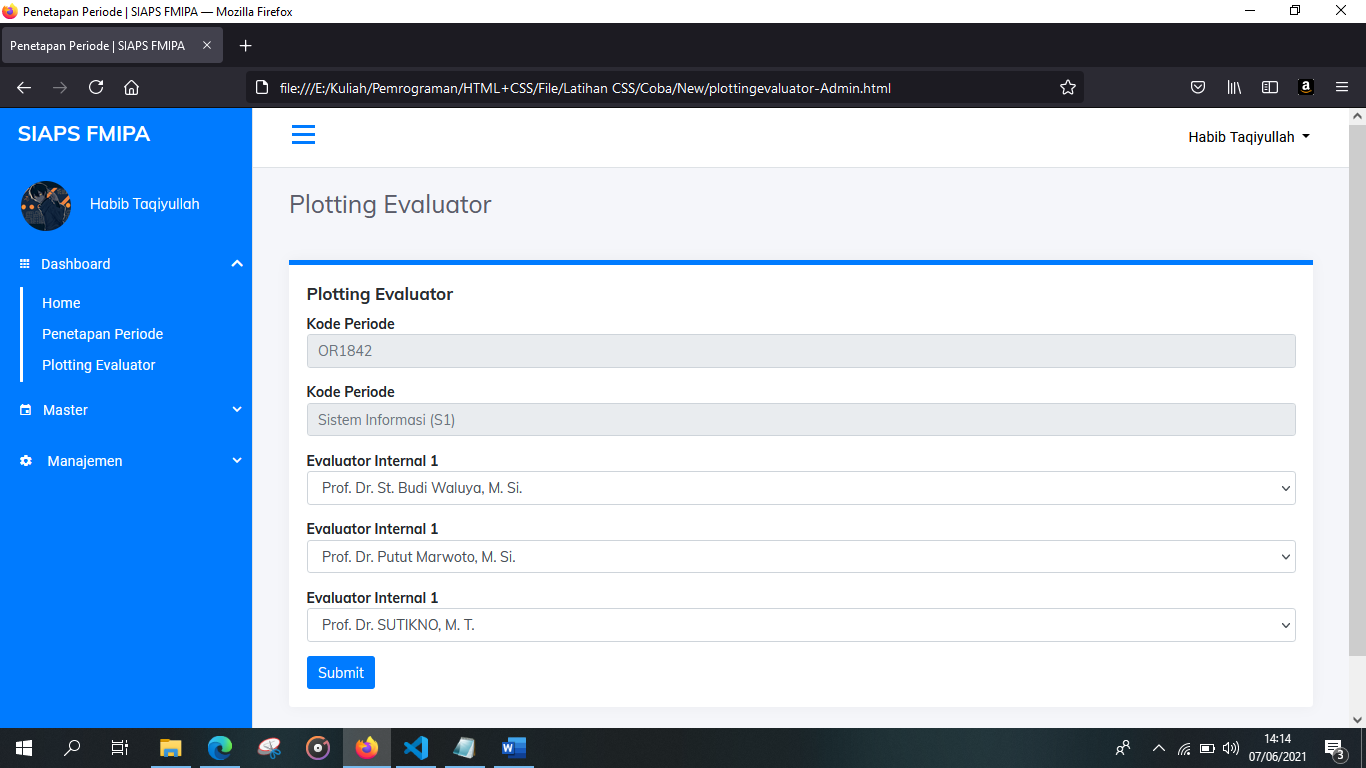 Penetapan Periode | SIAPS FMIPA — Mozilla Firefox
Penetapan Periode | SIAPS FMIPA
file:///E:/Kuliah/Pemrograman/HTML+CSS/File/Latihan CSS/Coba/New/plottingevaluator-Admin.html
SIAPS FMIPA
Habib Taqiyullah
Habib Taqiyullah
Dashboard
Home
Penetapan Periode
Plotting Evaluator
Master
Manajemen
Plotting Evaluator
Plotting Evaluator
Kode Periode
OR1842
Kode Periode
Sistem Informasi (S1)
Evaluator Internal 1
Prof. Dr. St. Budi Waluya, M. Si.
Evaluator Internal 1
Prof. Dr. Putut Marwoto, M. Si.
Evaluator Internal 1
Prof. Dr. SUTIKNO, M. T.
Submit
14:14
07/06/2021
3